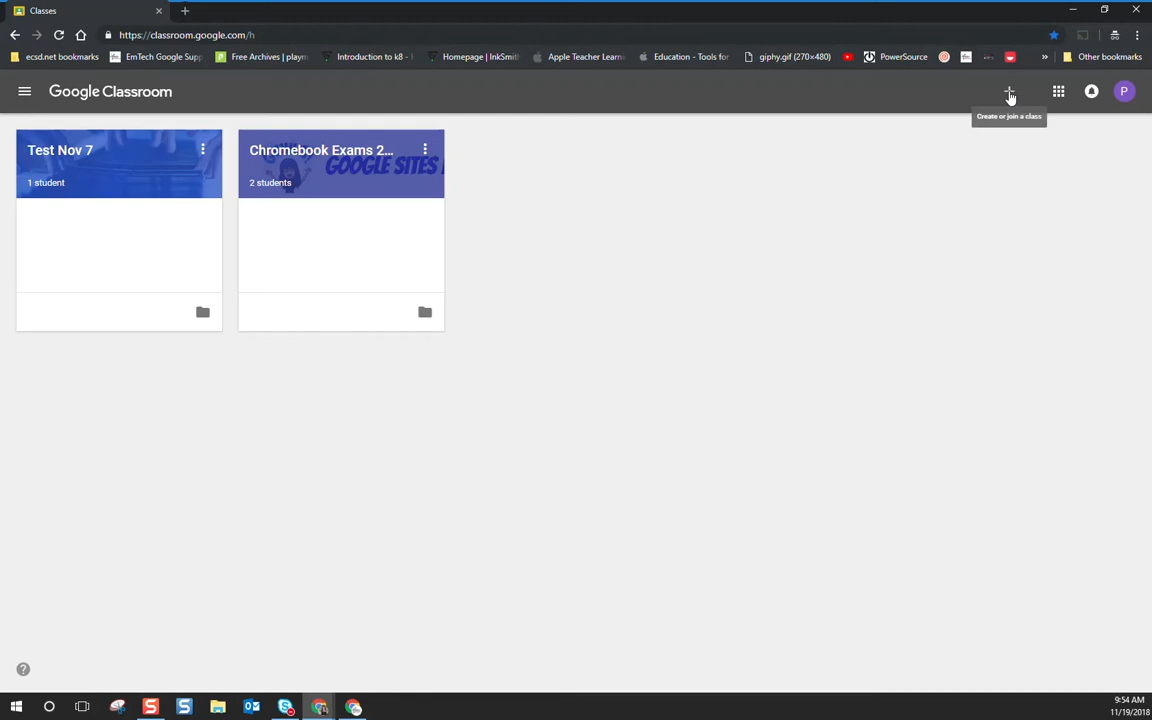 Classes
https://classroom.google.com/h
ecsd.net bookmarks
EmTech Google Supp
Free Archives | playm
Introduction to k8 -
Homepage | InkSmith
Apple Teacher Learn
Education - Tools for
giphy.gif (270×480)
PowerSource
»
Other bookmarks
Google Classroom
P
Create or join a class
Test Nov 7
1 student
Chromebook Exams 2...
GOOGLE SITES
2 students
?
9:54 AM
11/19/2018